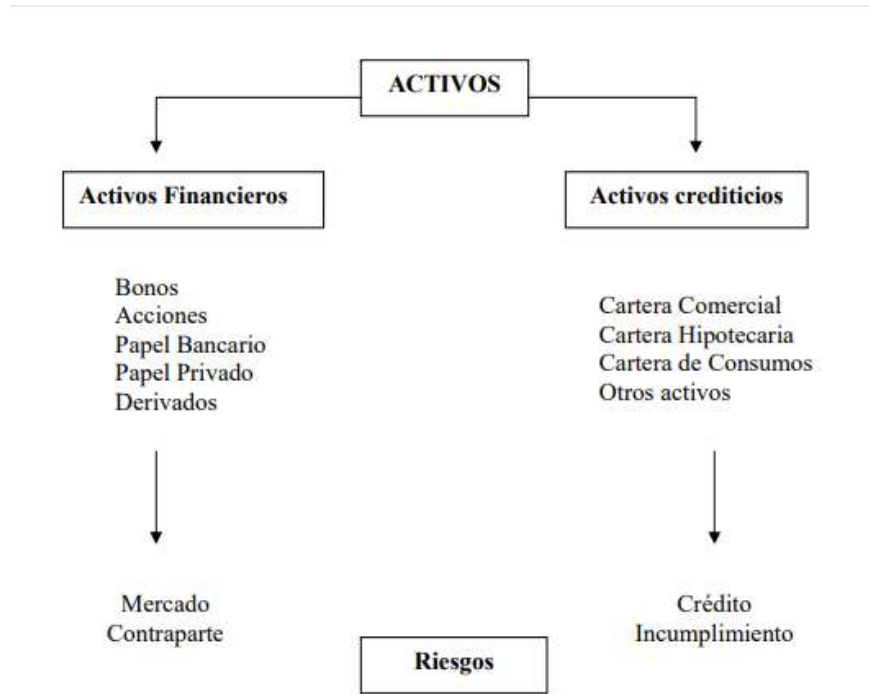 ACTIVOS
Activos Financieros
Activos crediticios
Bonos
Acciones
Papel Bancario
Papel Privado
Derivados
Cartera Comercial
Cartera Hipotecaria
Cartera de Consumos
Otros activos
Mercado
Contraparte
Crédito
Incumplimiento
Riesgos